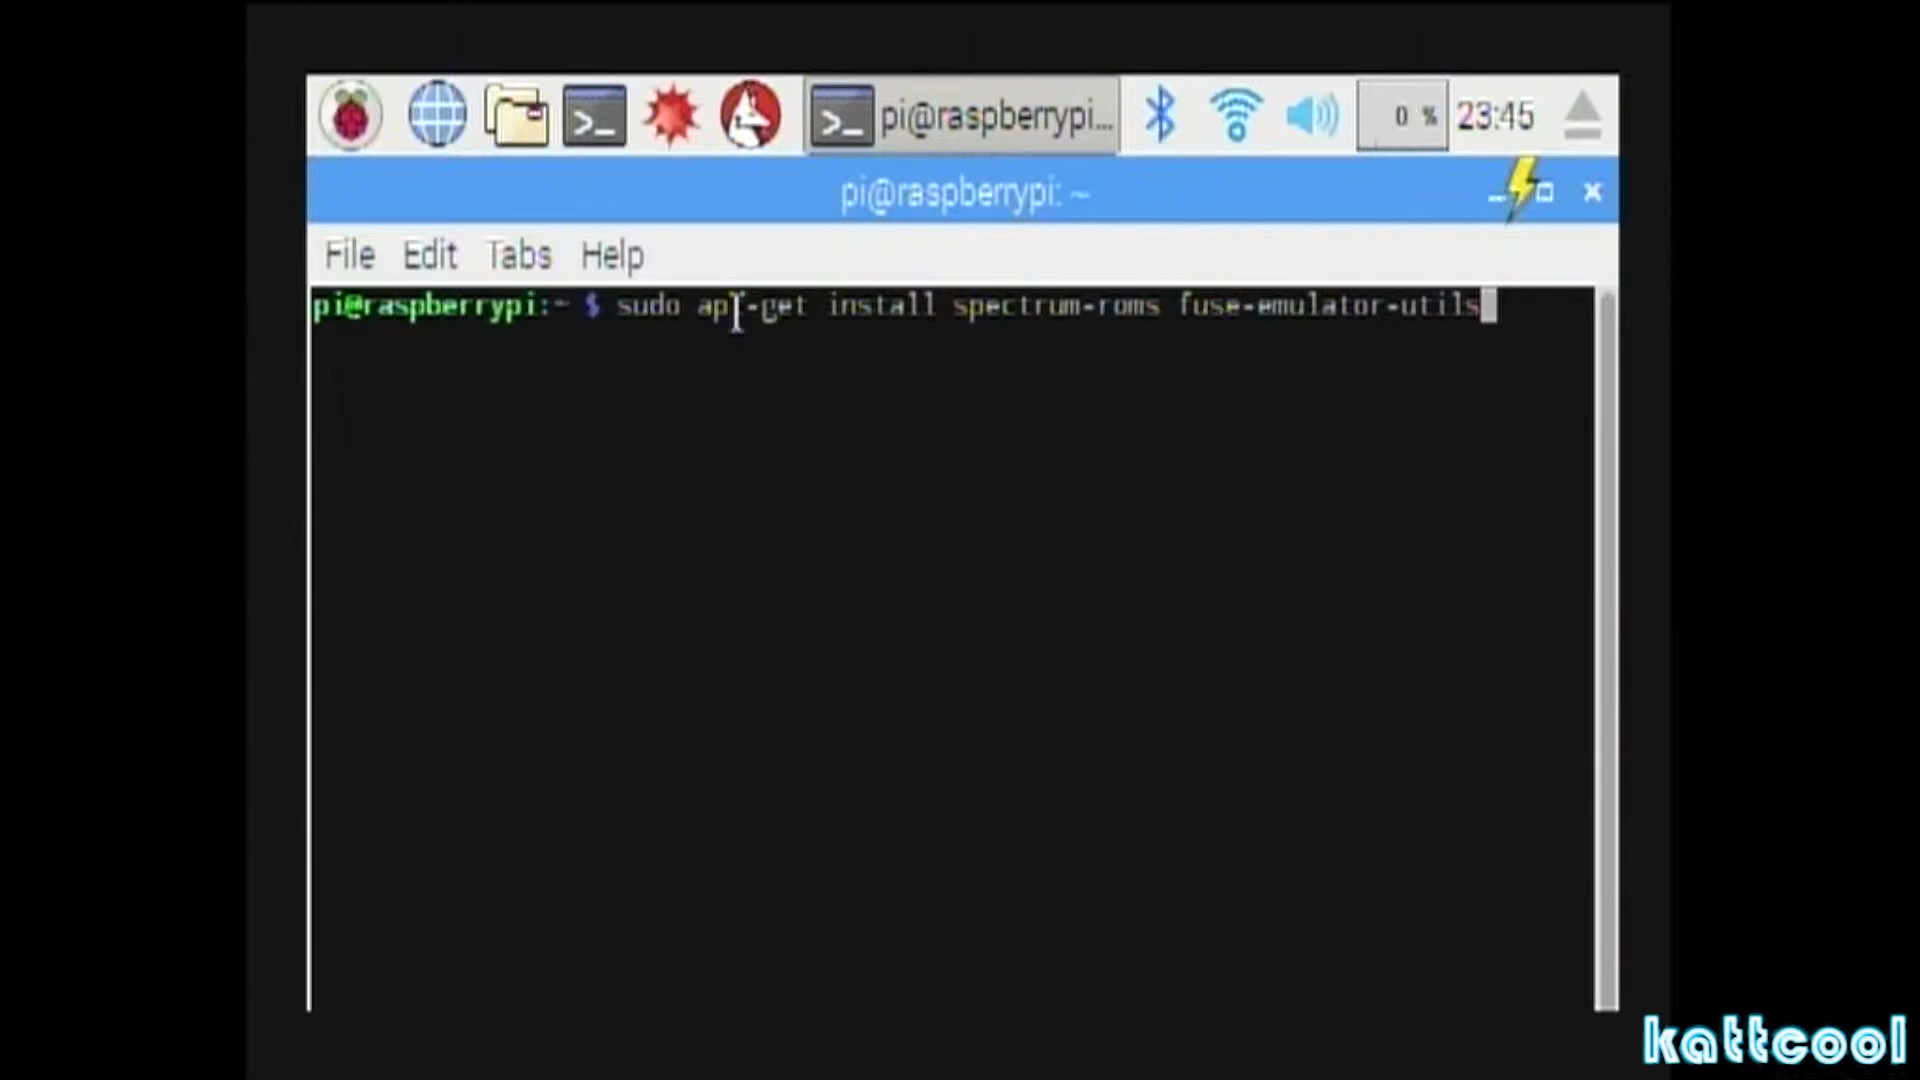 pi@raspberrypi... 0 % 23:45
pi@raspberrypi: ~
File Edit Tabs Help
pi@raspberrypi:~ $ sudo apt-get install spectrum-roms fuse-emulator-utils
kattcool